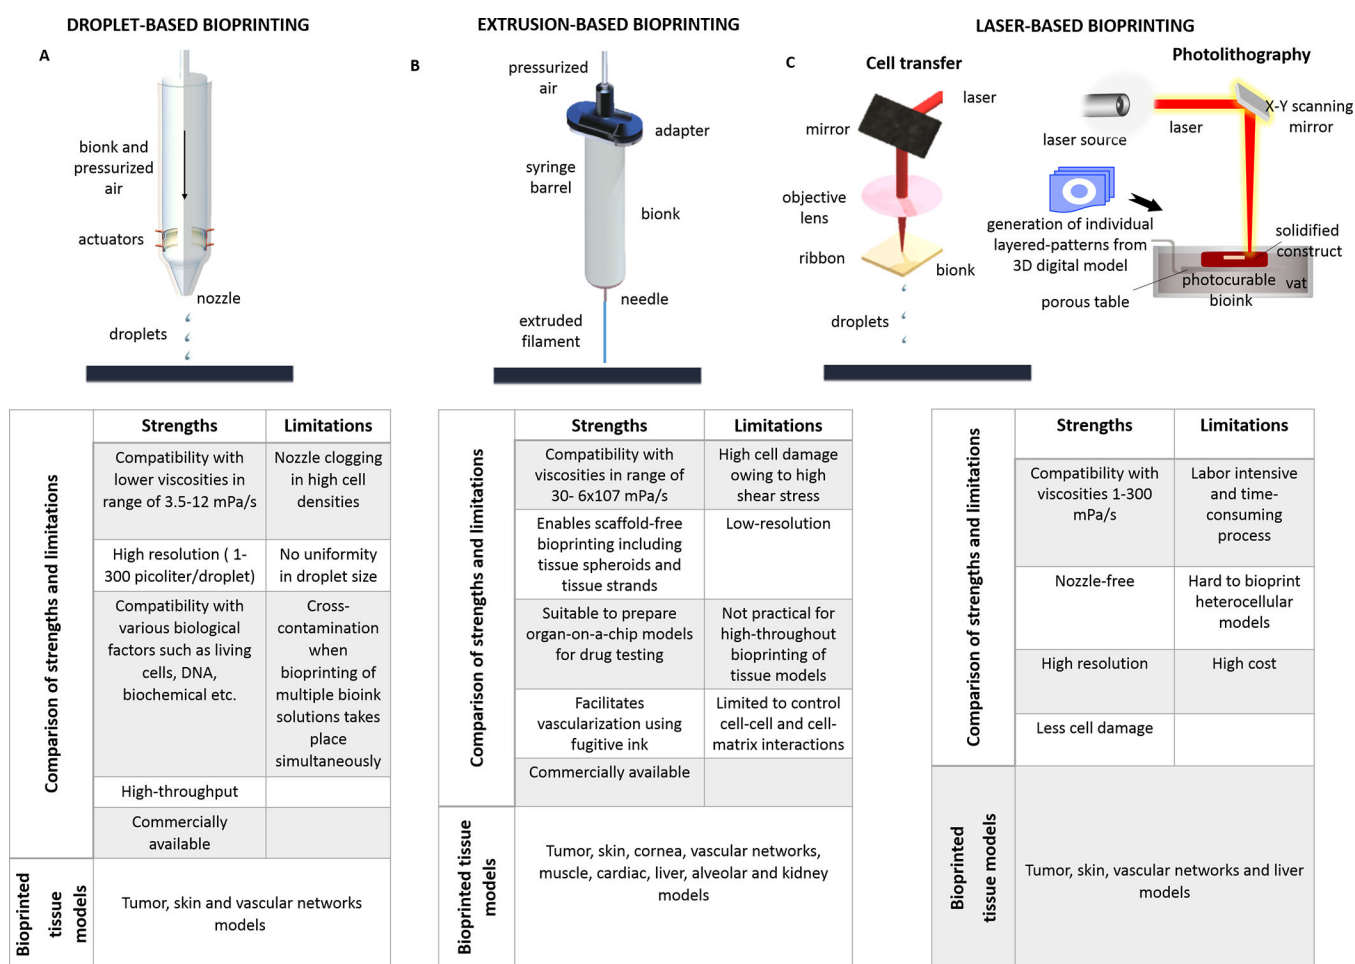 DROPLET-BASED BIOPRINTING
A
bionk and
pressurized
air
actuators
nozzle
droplets
EXTRUSION-BASED BIOPRINTING
B
pressurized
air
adapter
syringe
barrel
bionk
needle
extruded
filament
LASER-BASED BIOPRINTING
C
Cell transfer
laser
mirror
objective
lens
ribbon
bionk
droplets
Photolithography
X-Y scanning
mirror
laser source
laser
generation of individual
layered-patterns from
3D digital model
solidified
construct
porous table
photocurable
bioink
vat
Comparison of strengths and limitations
Strengths
Limitations
Compatibility with
lower viscosities in
range of 3.5-12 mPa/s
Nozzle clogging
in high cell
densities
High resolution ( 1-
300 picoliter/droplet)
No uniformity
in droplet size
Compatibility with
various biological
factors such as living
cells, DNA,
biochemical etc.
Cross-
contamination
when
bioprinting of
multiple bioink
solutions takes
place
simultaneously
High-throughput
Commercially
available
Bioprinted
tissue
models
Tumor, skin and vascular networks
models
Comparison of strengths and limitations
Strengths
Limitations
Compatibility with
viscosities in range of
30- 6x107 mPa/s
High cell damage
owing to high
shear stress
Enables scaffold-free
bioprinting including
tissue spheroids and
tissue strands
Low-resolution
Suitable to prepare
organ-on-a-chip models
for drug testing
Not practical for
high-throughout
bioprinting of
tissue models
Facilitates
vascularization using
fugitive ink
Limited to control
cell-cell and cell-
matrix interactions
Commercially available
Bioprinted tissue
models
Tumor, skin, cornea, vascular networks,
muscle, cardiac, liver, alveolar and kidney
models
Comparison of strengths and limitations
Strengths
Limitations
Compatibility with
viscosities 1-300
mPa/s
Labor intensive
and time-
consuming
process
Nozzle-free
Hard to bioprint
heterocellular
models
High resolution
High cost
Less cell damage
Bioprinted
tissue models
Tumor, skin, vascular networks and liver
models